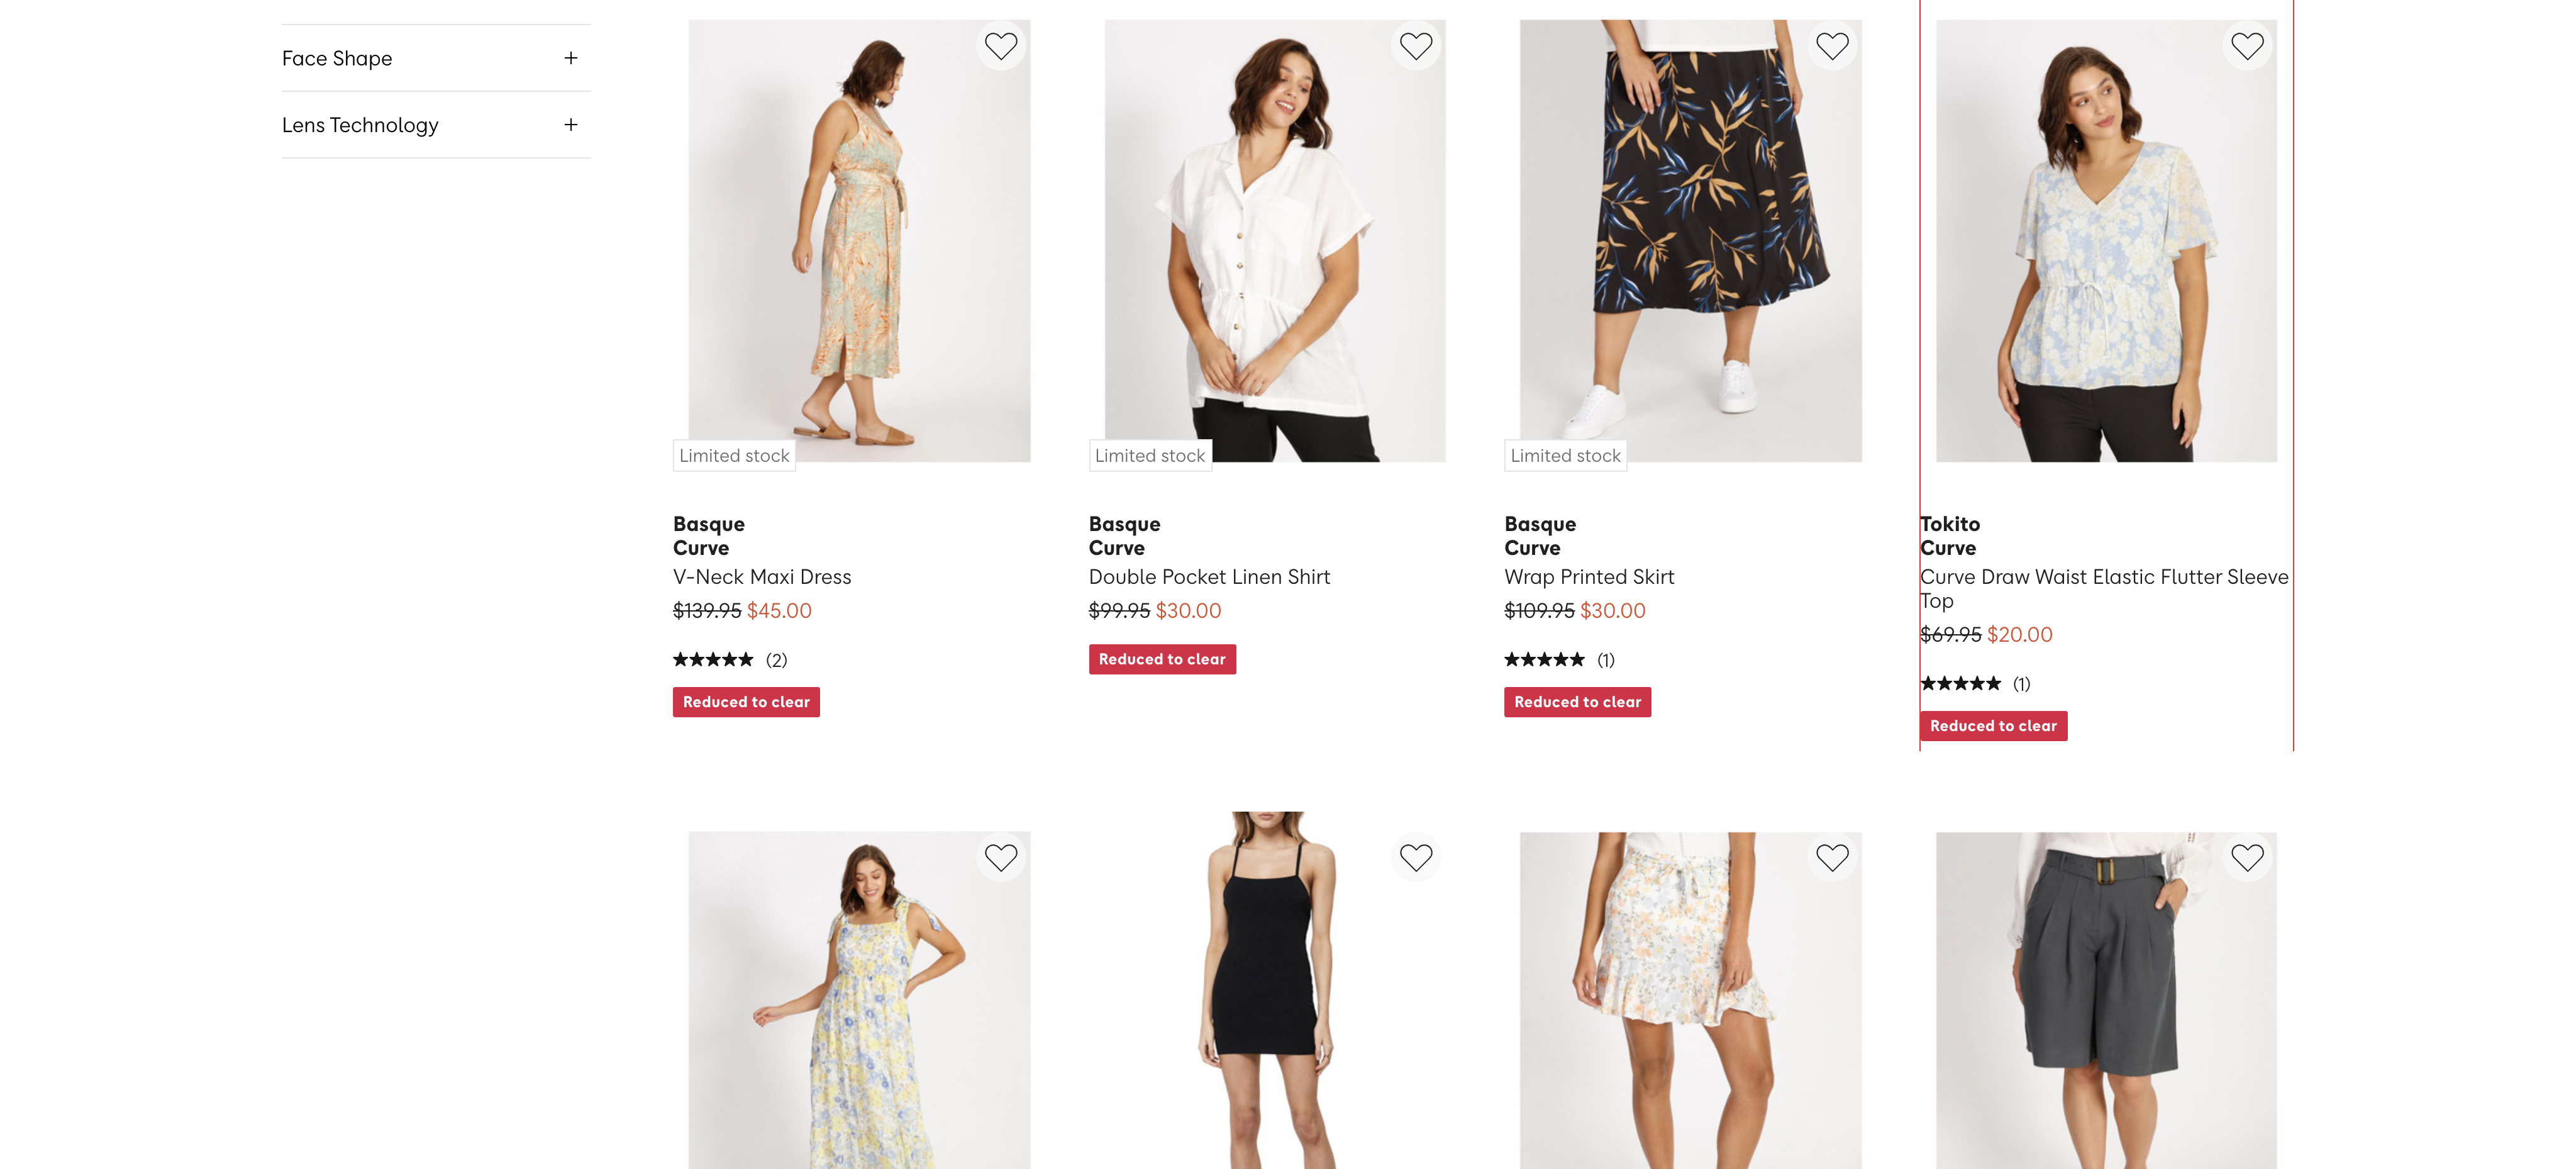 Face Shape
Lens Technology
Limited stock
Basque
Curve
V-Neck Maxi Dress
$139.95 $45.00
(2)
Reduced to clear
Limited stock
Basque
Curve
Double Pocket Linen Shirt
$99.95 $30.00
Reduced to clear
Limited stock
Basque
Curve
Wrap Printed Skirt
$109.95 $30.00
(1)
Reduced to clear
Tokito
Curve
Curve Draw Waist Elastic Flutter Sleeve
Top
$69.95 $20.00
(1)
Reduced to clear